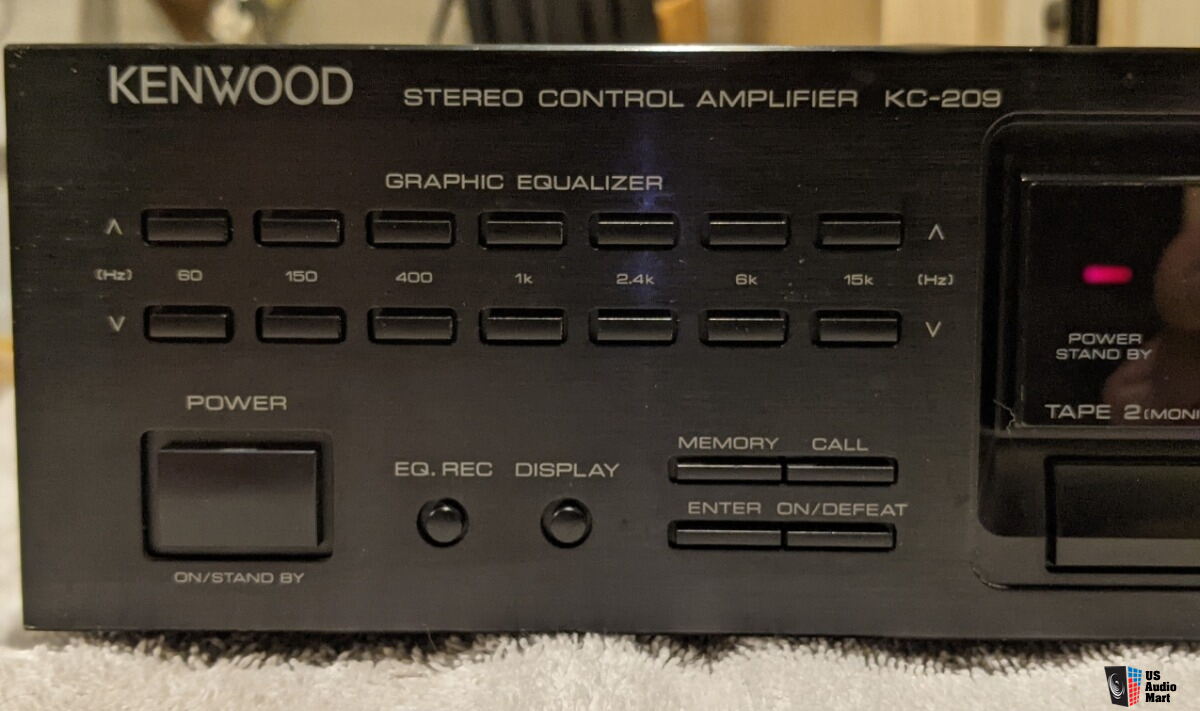 KENWOOD STEREO CONTROL AMPLIFIER KC-209
GRAPHIC EQUALIZER
(Hz) 60 150 400 1k 2.4k 6k 15k (Hz)
POWER
STAND BY
TAPE 2 (MONI
POWER
ON/STAND BY
EQ. REC DISPLAY
MEMORY CALL
ENTER ON/DEFEAT
US
Audio
Mart